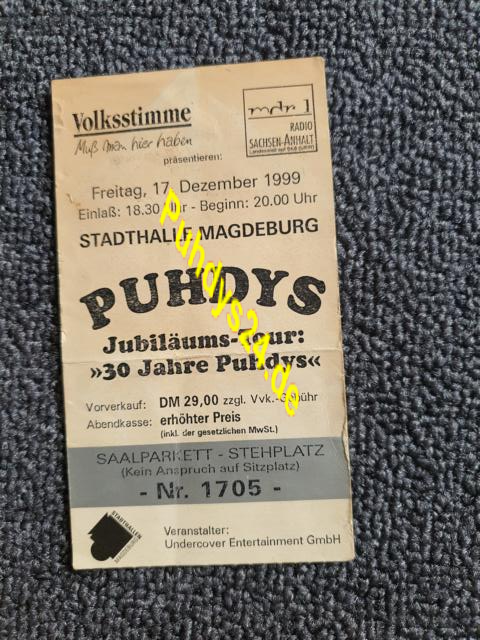 Volksstimme
Muß man hier haben
mdr 1
RADIO
SACHSEN-ANHALT
präsentieren:
Freitag, 17. Dezember 1999
Einlaß: 18.30 Uhr - Beginn: 20.00 Uhr
STADTHALLE MAGDEBURG
PUHDYS
Jubiläums-Tour:
»30 Jahre Puhdys«
Puhdys24.de
Vorverkauf: DM 29,00 zzgl. Vvk.-Gebühr
Abendkasse: erhöhter Preis
(inkl. der gesetzlichen MwSt.)
SAALPARKETT - STEHPLATZ
(Kein Anspruch auf Sitzplatz)
- Nr. 1705 -
STADTHALLEN
Veranstalter:
Undercover Entertainment GmbH